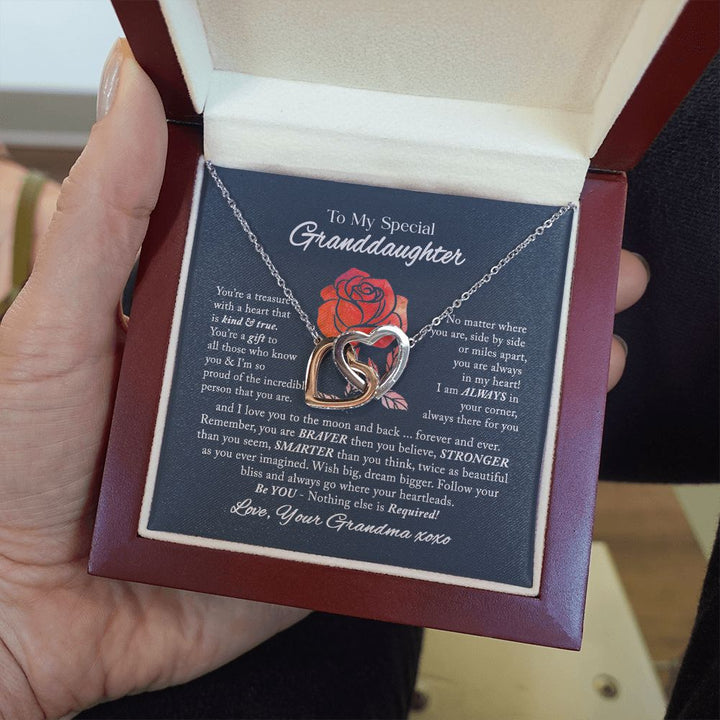 To My Special
Granddaughter
You're a treasure
with a heart that
is kind & true.
You're a gift to
all those who know
you & I'm so
proud of the incredibl
person that you are.
No matter where
you are, side by side
or miles apart,
you are always
in my heart!
I am ALWAYS in
your corner,
always there for you
and I love you to the moon and back ... forever and ever.
Remember, you are BRAVER then you believe, STRONGER
than you seem, SMARTER than you think, twice as beautiful
as you ever imagined. Wish big, dream bigger. Follow your
bliss and always go where your heartleads.
Be YOU - Nothing else is Required!
Love, Your Grandma xoxo